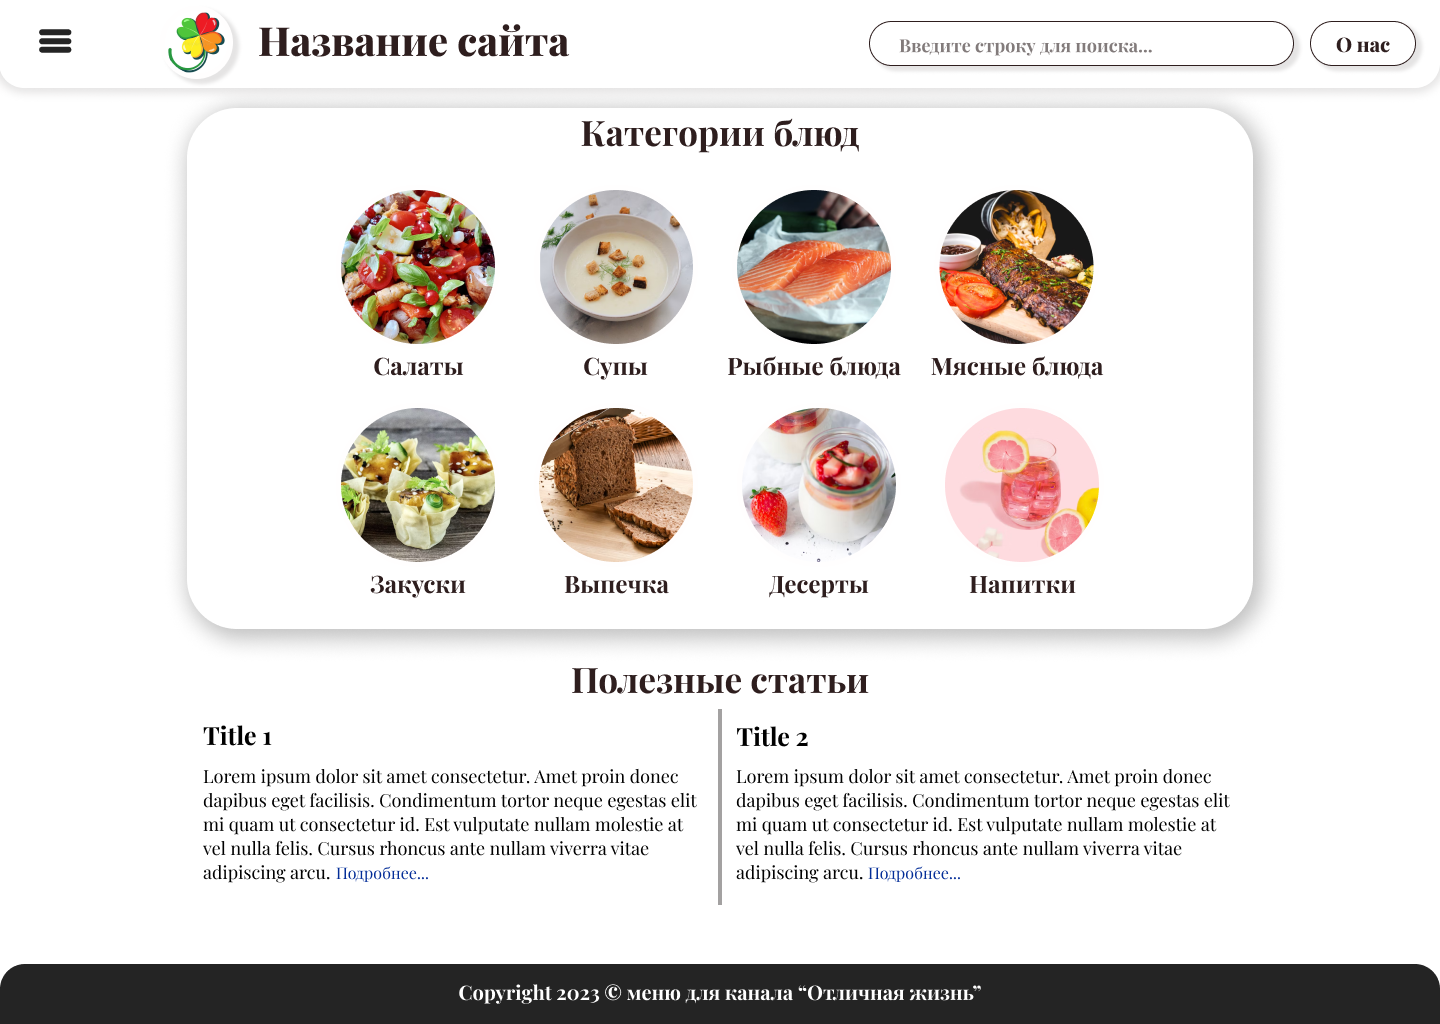 Название сайта
Введите строку для поиска...
О нас
Категории блюд
Салаты
Супы
Рыбные блюда
Мясные блюда
Закуски
Выпечка
Десерты
Напитки
Полезные статьи
Title 1
Lorem ipsum dolor sit amet consectetur. Amet proin donec
dapibus eget facilisis. Condimentum tortor neque egestas elit
mi quam ut consectetur id. Est vulputate nullam molestie at
vel nulla felis. Cursus rhoncus ante nullam viverra vitae
adipiscing arcu. Подробнее...
Title 2
Lorem ipsum dolor sit amet consectetur. Amet proin donec
dapibus eget facilisis. Condimentum tortor neque egestas elit
mi quam ut consectetur id. Est vulputate nullam molestie at
vel nulla felis. Cursus rhoncus ante nullam viverra vitae
adipiscing arcu. Подробнее...
Copyright 2023 © меню для канала “Отличная жизнь”